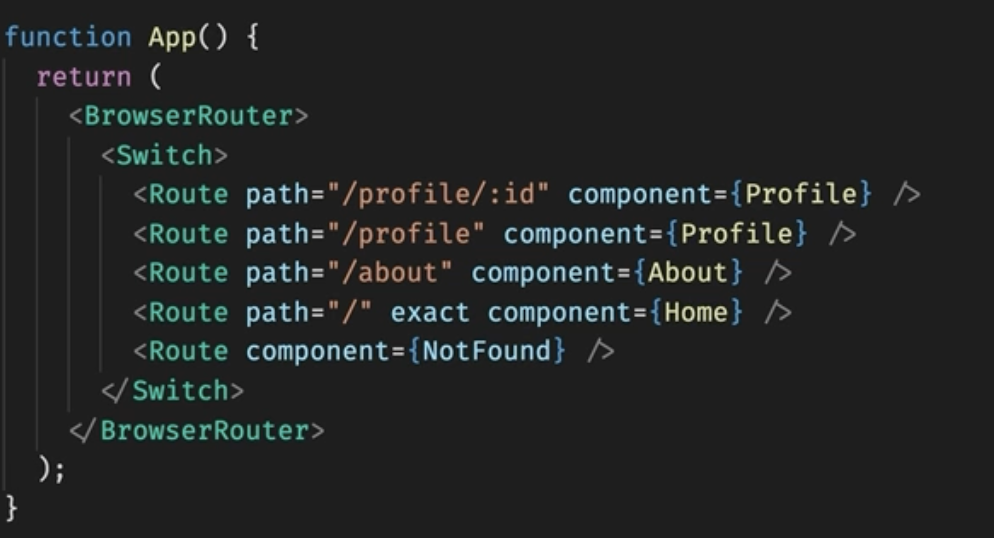 function App() {
  return (
    <BrowserRouter>
      <Switch>
        <Route path="/profile/:id" component={Profile} />
        <Route path="/profile" component={Profile} />
        <Route path="/about" component={About} />
        <Route path="/" exact component={Home} />
        <Route component={NotFound} />
      </Switch>
    </BrowserRouter>
  );
}